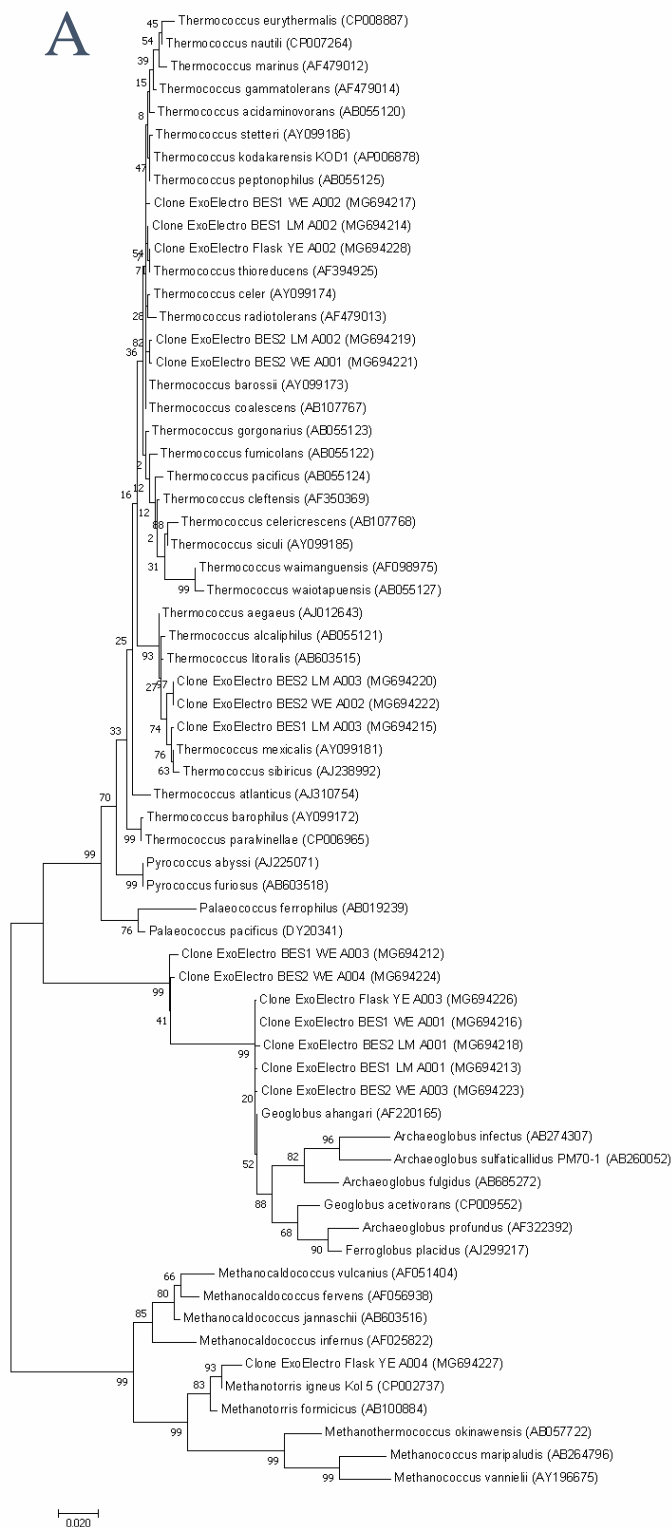 A
45
Thermococcus eurythermalis (CP008887)
54
Thermococcus nautili (CP007264)
39
Thermococcus marinus (AF479012)
15
Thermococcus gammatolerans (AF479014)
8
Thermococcus acidaminovorans (AB055120)
Thermococcus stetteri (AY099186)
Thermococcus kodakarensis KOD1 (AP006878)
47
Thermococcus peptonophilus (AB055125)
Clone ExoElectro BES1 WE A002 (MG694217)
Clone ExoElectro BES1 LM A002 (MG694214)
54
Clone ExoElectro Flask YE A002 (MG694228)
Thermococcus thioreducens (AF394925)
Thermococcus celer (AY099174)
28
Thermococcus radiotolerans (AF479013)
82
Clone ExoElectro BES2 LM A002 (MG694219)
36
Clone ExoElectro BES2 WE A001 (MG694221)
Thermococcus barossii (AY099173)
Thermococcus coalescens (AB107767)
Thermococcus gorgonarius (AB055123)
Thermococcus fumicolans (AB055122)
2
Thermococcus pacificus (AB055124)
12
16
Thermococcus cleftensis (AF350369)
12
88
Thermococcus celericrescens (AB107768)
2
Thermococcus siculi (AY099185)
31
Thermococcus waimanguensis (AF098975)
99
Thermococcus waiotapuensis (AB055127)
Thermococcus aegaeus (AJ012643)
25
Thermococcus alcaliphilus (AB055121)
93
Thermococcus litoralis (AB603515)
27
97
Clone ExoElectro BES2 LM A003 (MG694220)
Clone ExoElectro BES2 WE A002 (MG694222)
74
Clone ExoElectro BES1 LM A003 (MG694215)
33
76
Thermococcus mexicalis (AY099181)
63
Thermococcus sibiricus (AJ238992)
70
Thermococcus atlanticus (AJ310754)
Thermococcus barophilus (AY099172)
99
Thermococcus paralvinellae (CP006965)
99
Pyrococcus abyssi (AJ225071)
99
Pyrococcus furiosus (AB603518)
Palaeococcus ferrophilus (AB019239)
76
Palaeococcus pacificus (DY20341)
Clone ExoElectro BES1 WE A003 (MG694212)
Clone ExoElectro BES2 WE A004 (MG694224)
99
Clone ExoElectro Flask YE A003 (MG694226)
41
Clone ExoElectro BES1 WE A001 (MG694216)
Clone ExoElectro BES2 LM A001 (MG694218)
99
Clone ExoElectro BES1 LM A001 (MG694213)
Clone ExoElectro BES2 WE A003 (MG694223)
20
Geoglobus ahangari (AF220165)
96
Archaeoglobus infectus (AB274307)
82
Archaeoglobus sulfaticallidus PM70-1 (AB260052
52
Archaeoglobus fulgidus (AB685272)
88
Geoglobus acetivorans (CP009552)
68
Archaeoglobus profundus (AF322392)
90
Ferroglobus placidus (AJ299217)
66
Methanocaldococcus vulcanius (AF051404)
80
Methanocaldococcus fervens (AF056938)
85
Methanocaldococcus jannaschii (AB603516)
Methanocaldococcus infernus (AF025822)
93
Clone ExoElectro Flask YE A004 (MG694227)
99
83
Methanotorris igneus Kol 5 (CP002737)
Methanotorris formicicus (AB100884)
99
Methanothermococcus okinawensis (AB057722)
99
Methanococcus maripaludis (AB264796)
99
Methanococcus vannielii (AY196675)
0.020